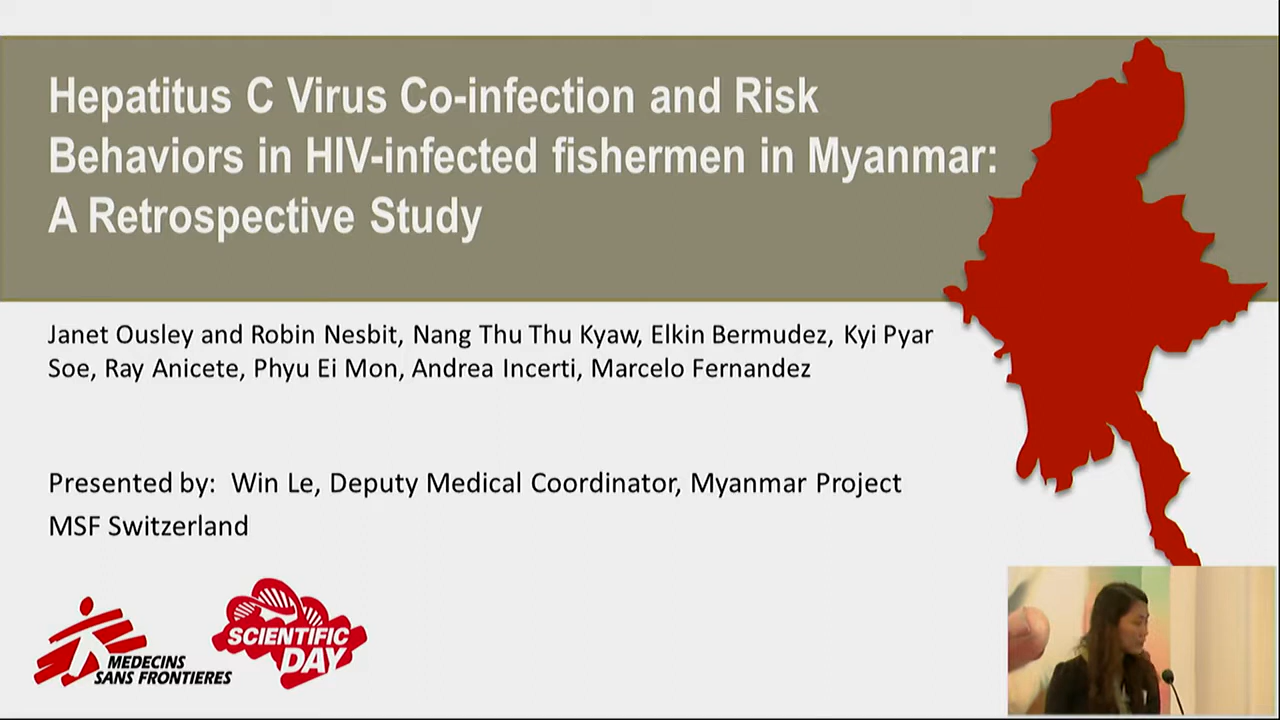 Hepatitus C Virus Co-infection and Risk
Behaviors in HIV-infected fishermen in Myanmar:
A Retrospective Study
Janet Ousley and Robin Nesbit, Nang Thu Thu Kyaw, Elkin Bermudez, Kyi Pyar
Soe, Ray Anicete, Phyu Ei Mon, Andrea Incerti, Marcelo Fernandez
Presented by: Win Le, Deputy Medical Coordinator, Myanmar Project
MSF Switzerland
MEDECINS
SANS FRONTIERES
SCIENTIFIC
DAY